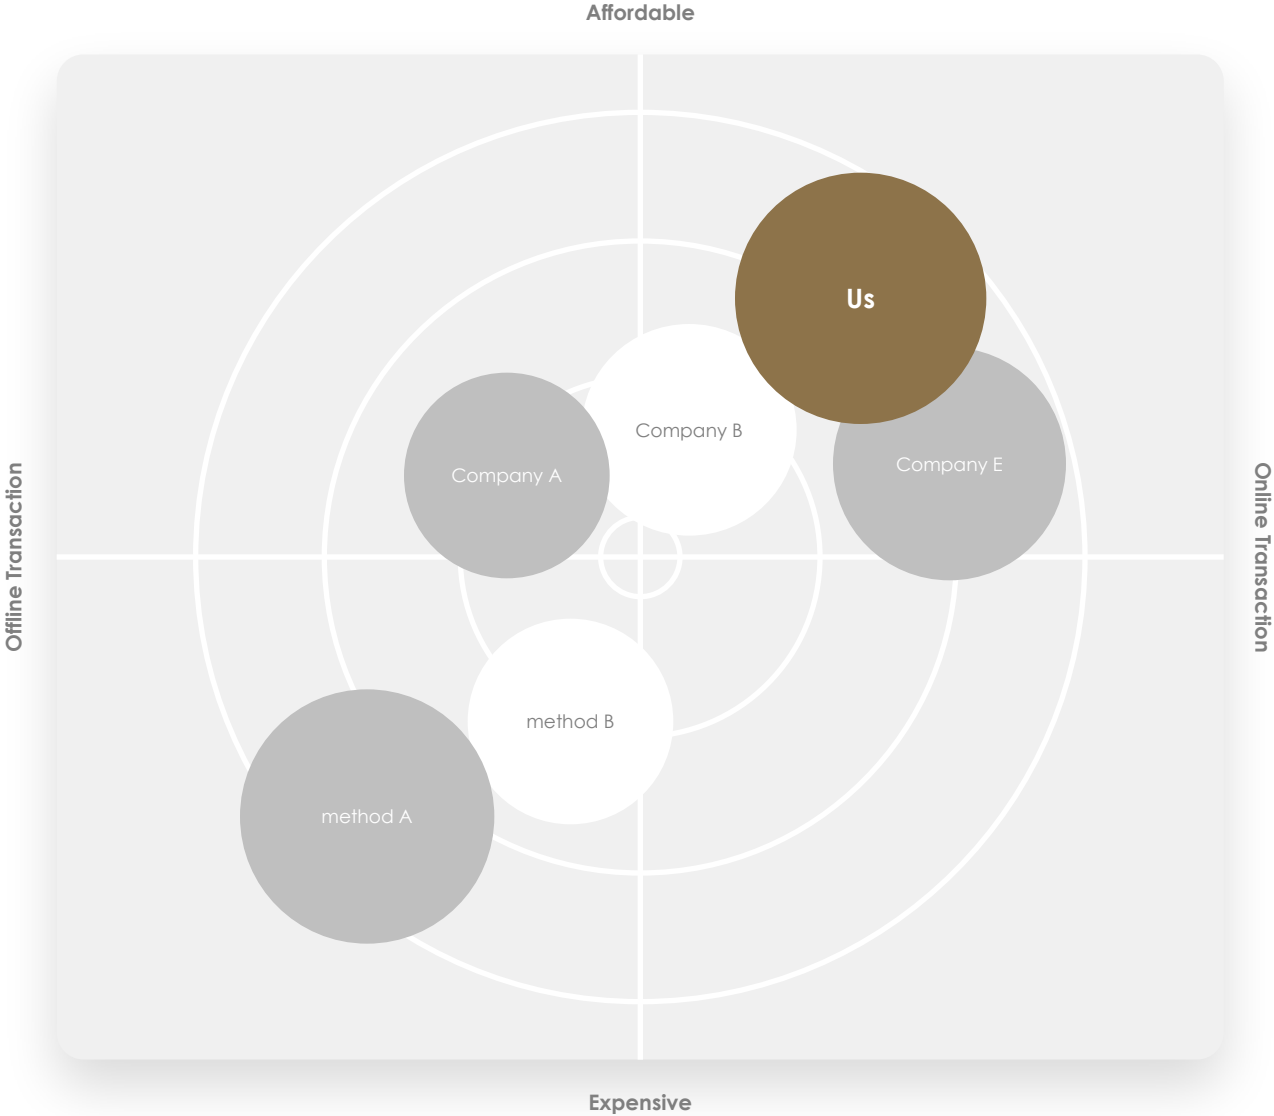 Affordable
Us
Company B
Company E
Company A
Offline Transaction
Online Transaction
method B
method A
Expensive